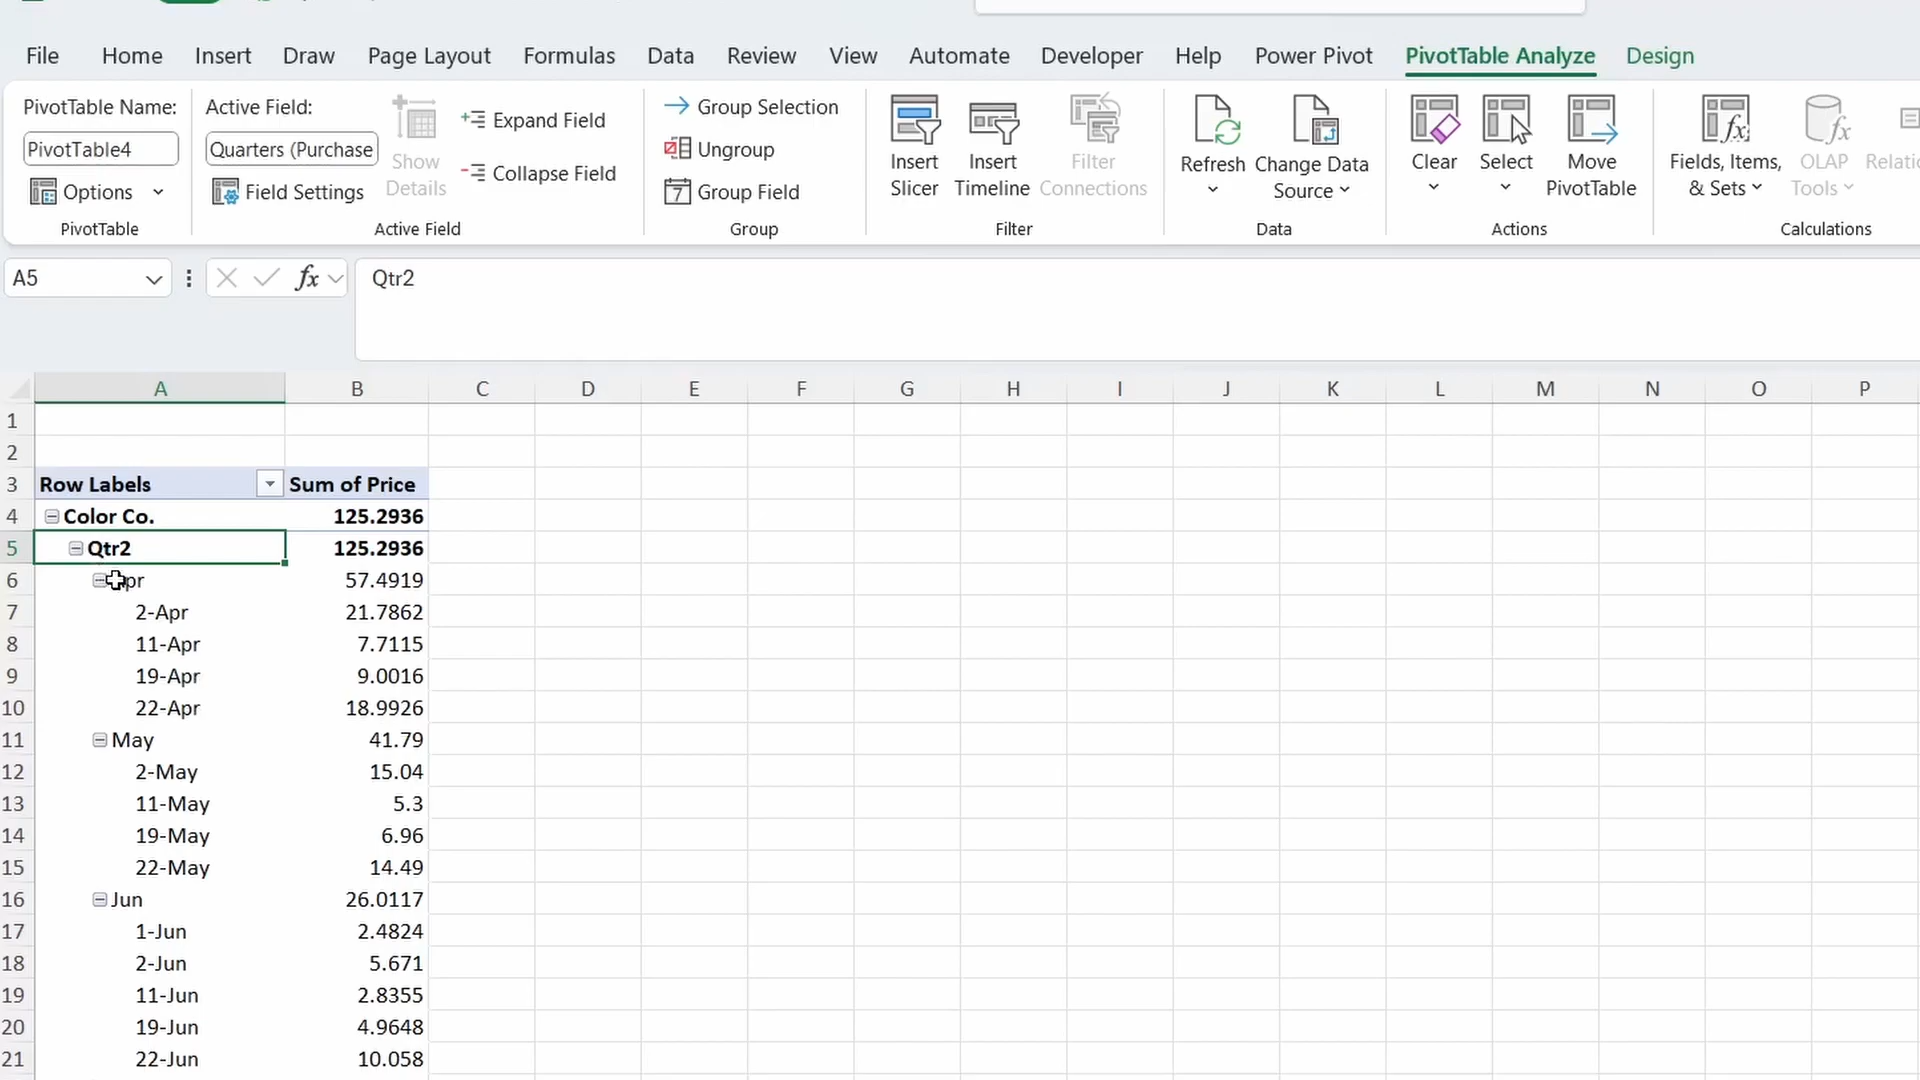 File Home Insert Draw Page Layout Formulas Data Review View Automate Developer Help Power Pivot PivotTable Analyze Design
PivotTable Name:
PivotTable4
Options
PivotTable
Active Field:
Quarters (Purchase
Field Settings
Show
Details
Expand Field
Collapse Field
Active Field
Group Selection
Ungroup
7 Group Field
Group
Insert
Slicer
Insert
Timeline
Filter
Connections
Filter
Refresh
Change Data
Source
Data
Clear
Select
Move
PivotTable
Actions
Fields, Items,
& Sets
OLAP
Tools
Calculations
A5 fx Qtr2
A B C D E F G H I J K L M N O P
1
2
3 Row Labels Sum of Price
4 Color Co. 125.2936
5 Qtr2 125.2936
6 57.4919
7 2-Apr 21.7862
8 11-Apr 7.7115
9 19-Apr 9.0016
10 22-Apr 18.9926
11 May 41.79
12 2-May 15.04
13 11-May 5.3
14 19-May 6.96
15 22-May 14.49
16 Jun 26.0117
17 1-Jun 2.4824
18 2-Jun 5.671
19 11-Jun 2.8355
20 19-Jun 4.9648
21 22-Jun 10.058